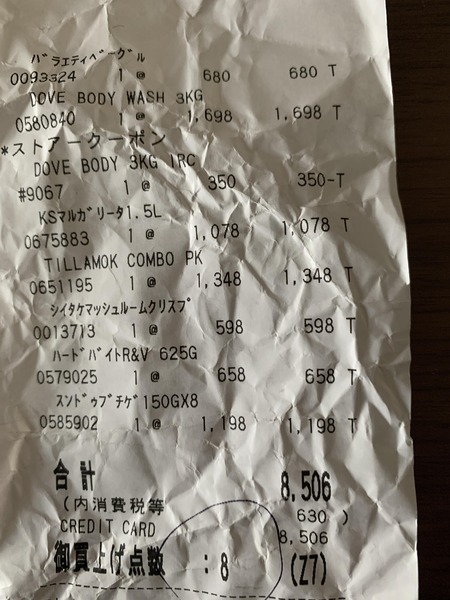 バラエティベーグル
0093324 1 @ 680 680 T
DOVE BODY WASH 3KG
0580840 1 @ 1,698 1,698 T
*ストアークーポン
DOVE BODY 3KG IRC
#9067 1 @ 350 350-T
KSマルガリータ1.5L
0675883 1 @ 1,078 1,078 T
TILLAMOK COMBO PK
0651195 1 @ 1,348 1,348 T
シイタケマッシュルームクリスプ
0013713 1 @ 598 598 T
ハードバイトR&V 625G
0579025 1 @ 658 658 T
スンドゥブチゲ150GX8
0585902 1 @ 1,198 1,198 T
合計 8,506
(内消費税等 630 )
CREDIT CARD 8,506
御買上げ点数 : 8 (Z7)